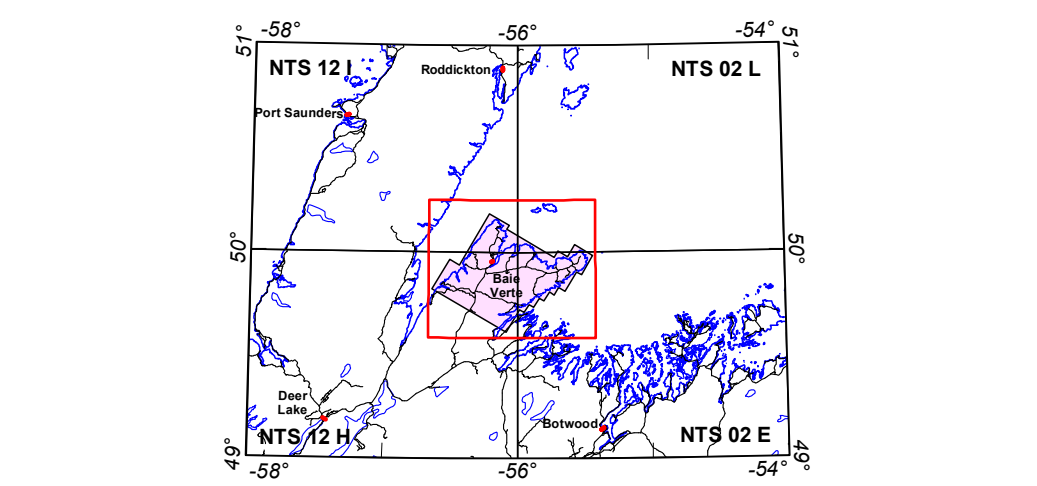 -58°
-56°
-54°
51°
51°
NTS 12 I
Roddickton
NTS 02 L
Port Saunders
50°
50°
Baie
Verte
Deer
Lake
Botwood
NTS 12 H
NTS 02 E
49°
49°
-58°
-56°
-54°